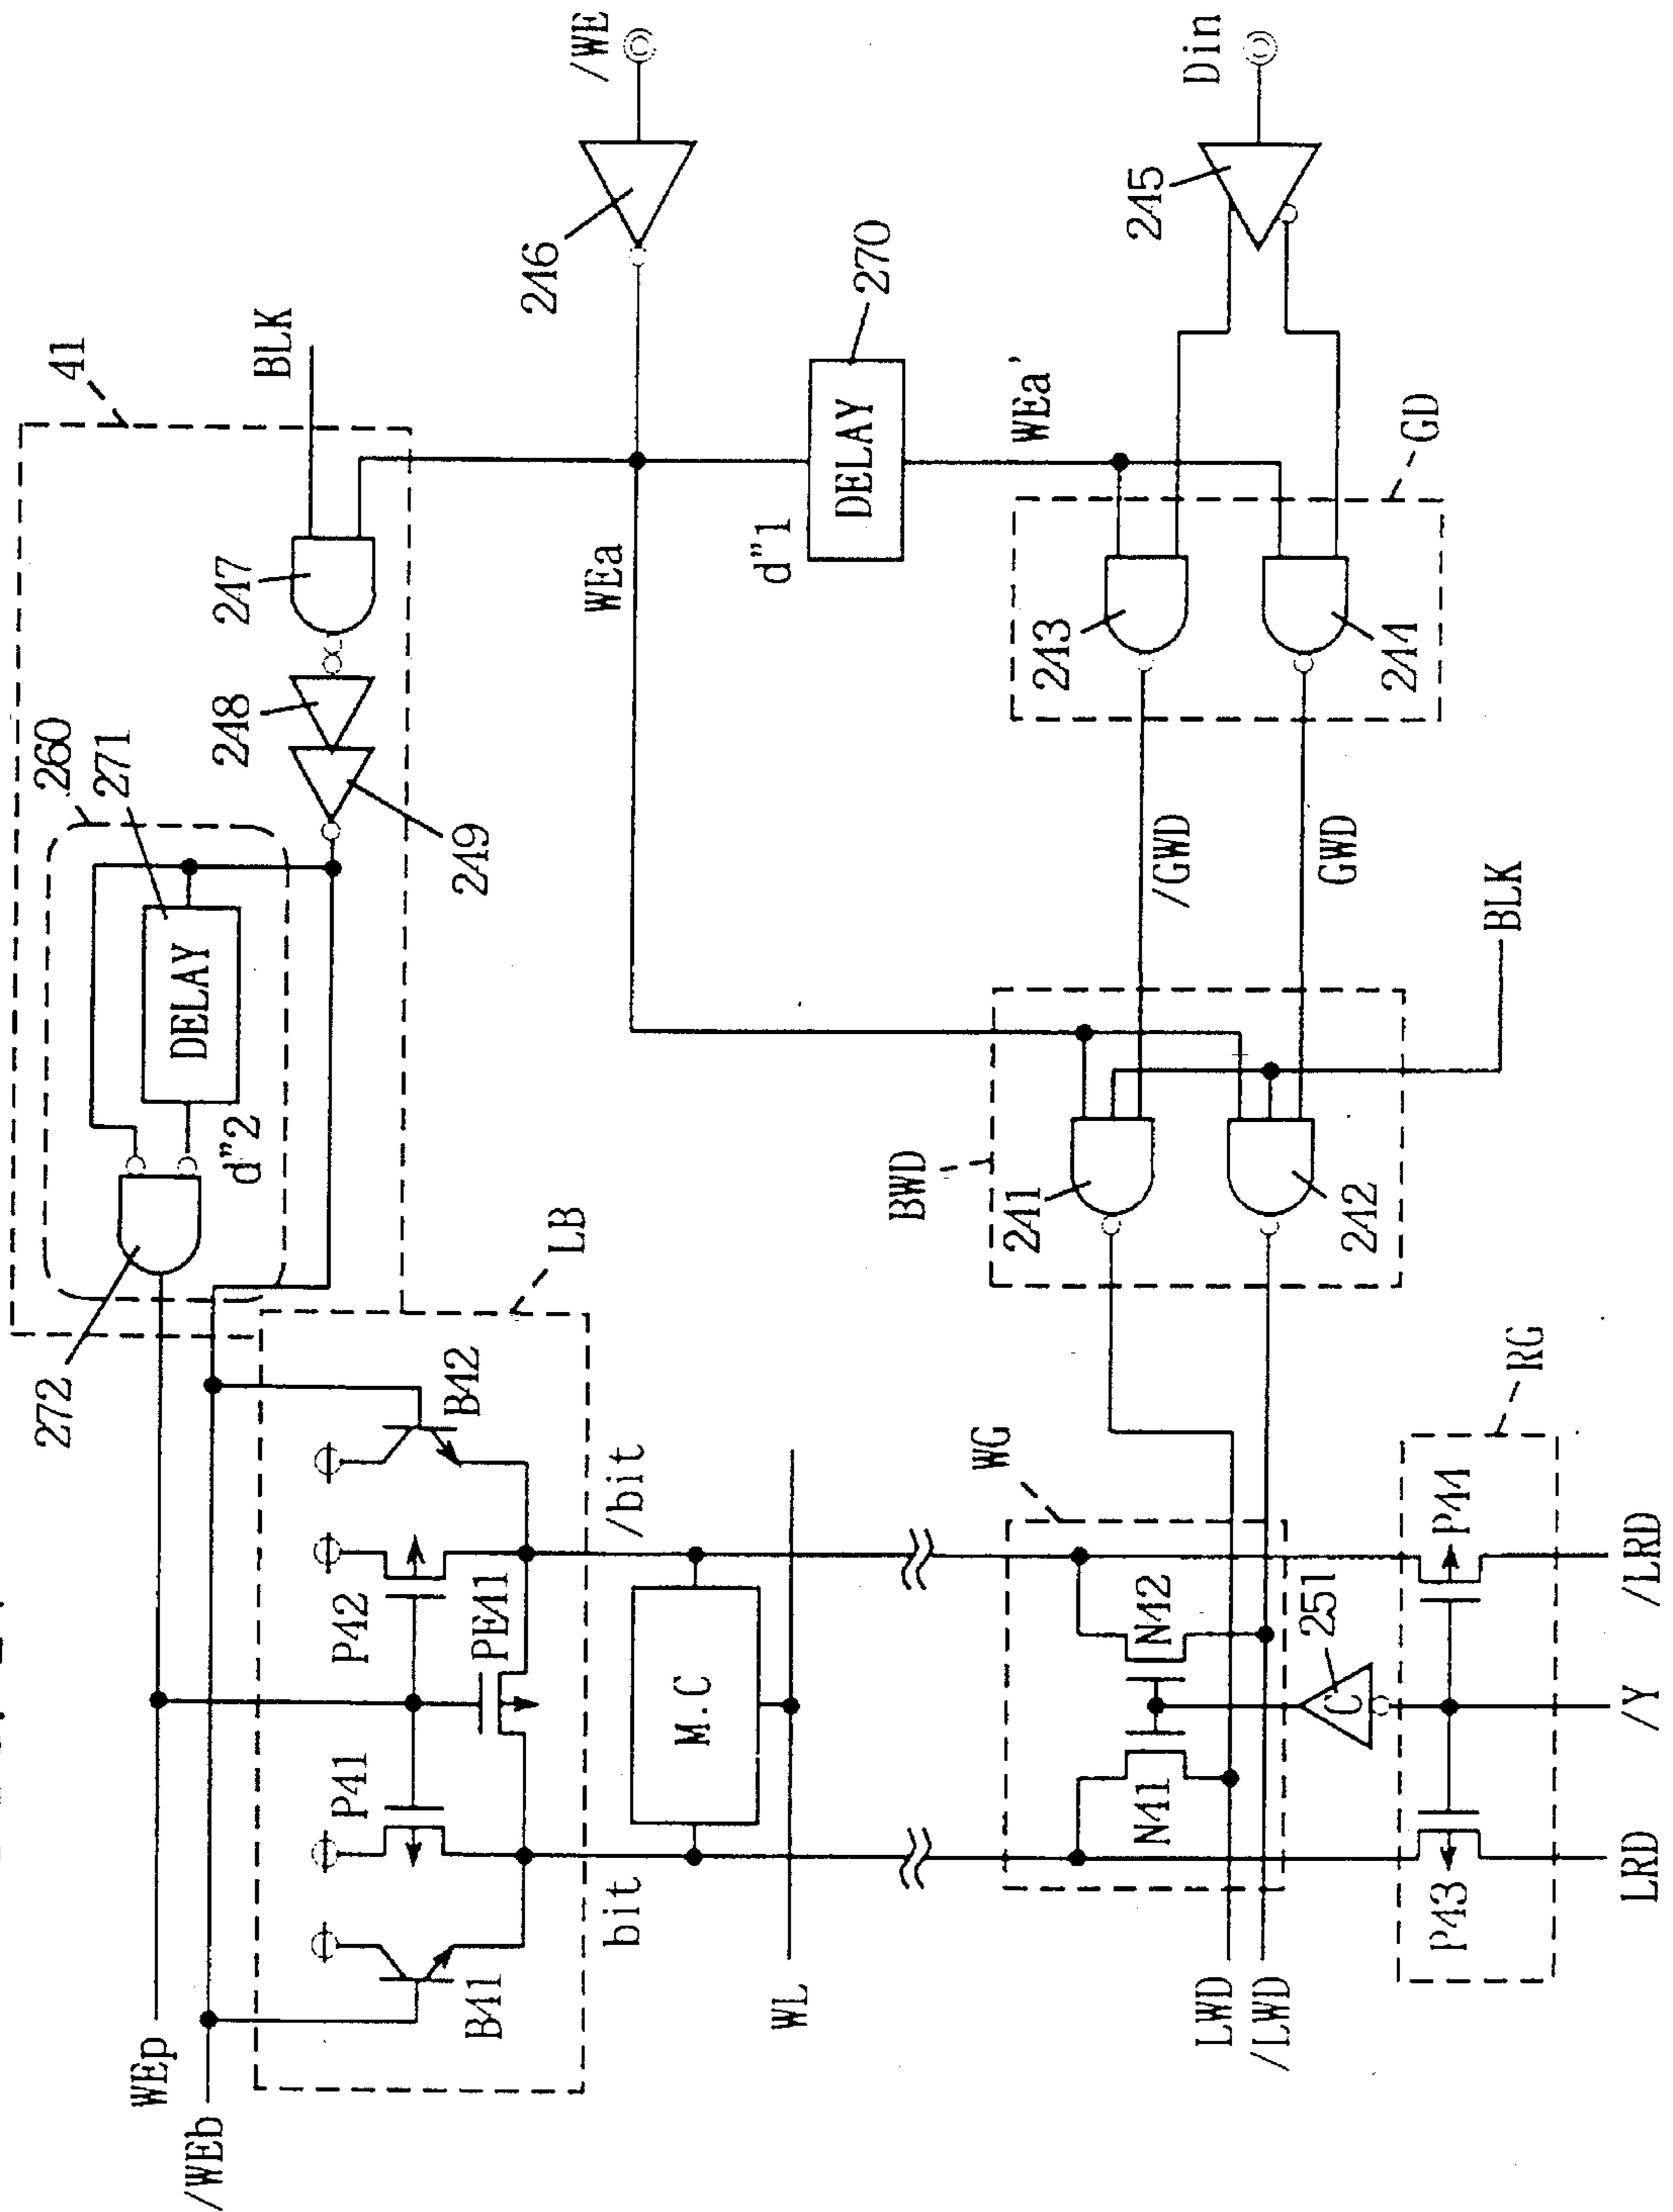 41
BLK
/WE
260
271
247
248
249
246
DELAY
d"2
272
WEa
DELAY
d"1
270
WEa'
Din
245
243
244
GD
/GWD
GWD
BLK
BWD
241
242
LB
B42
P42
PE41
P41
B41
/bit
bit
WEp
/WEb
M.C
WL
WG
N42
N41
251
C
LWD
/LWD
RG
P44
P43
/LRD
/Y
LRD